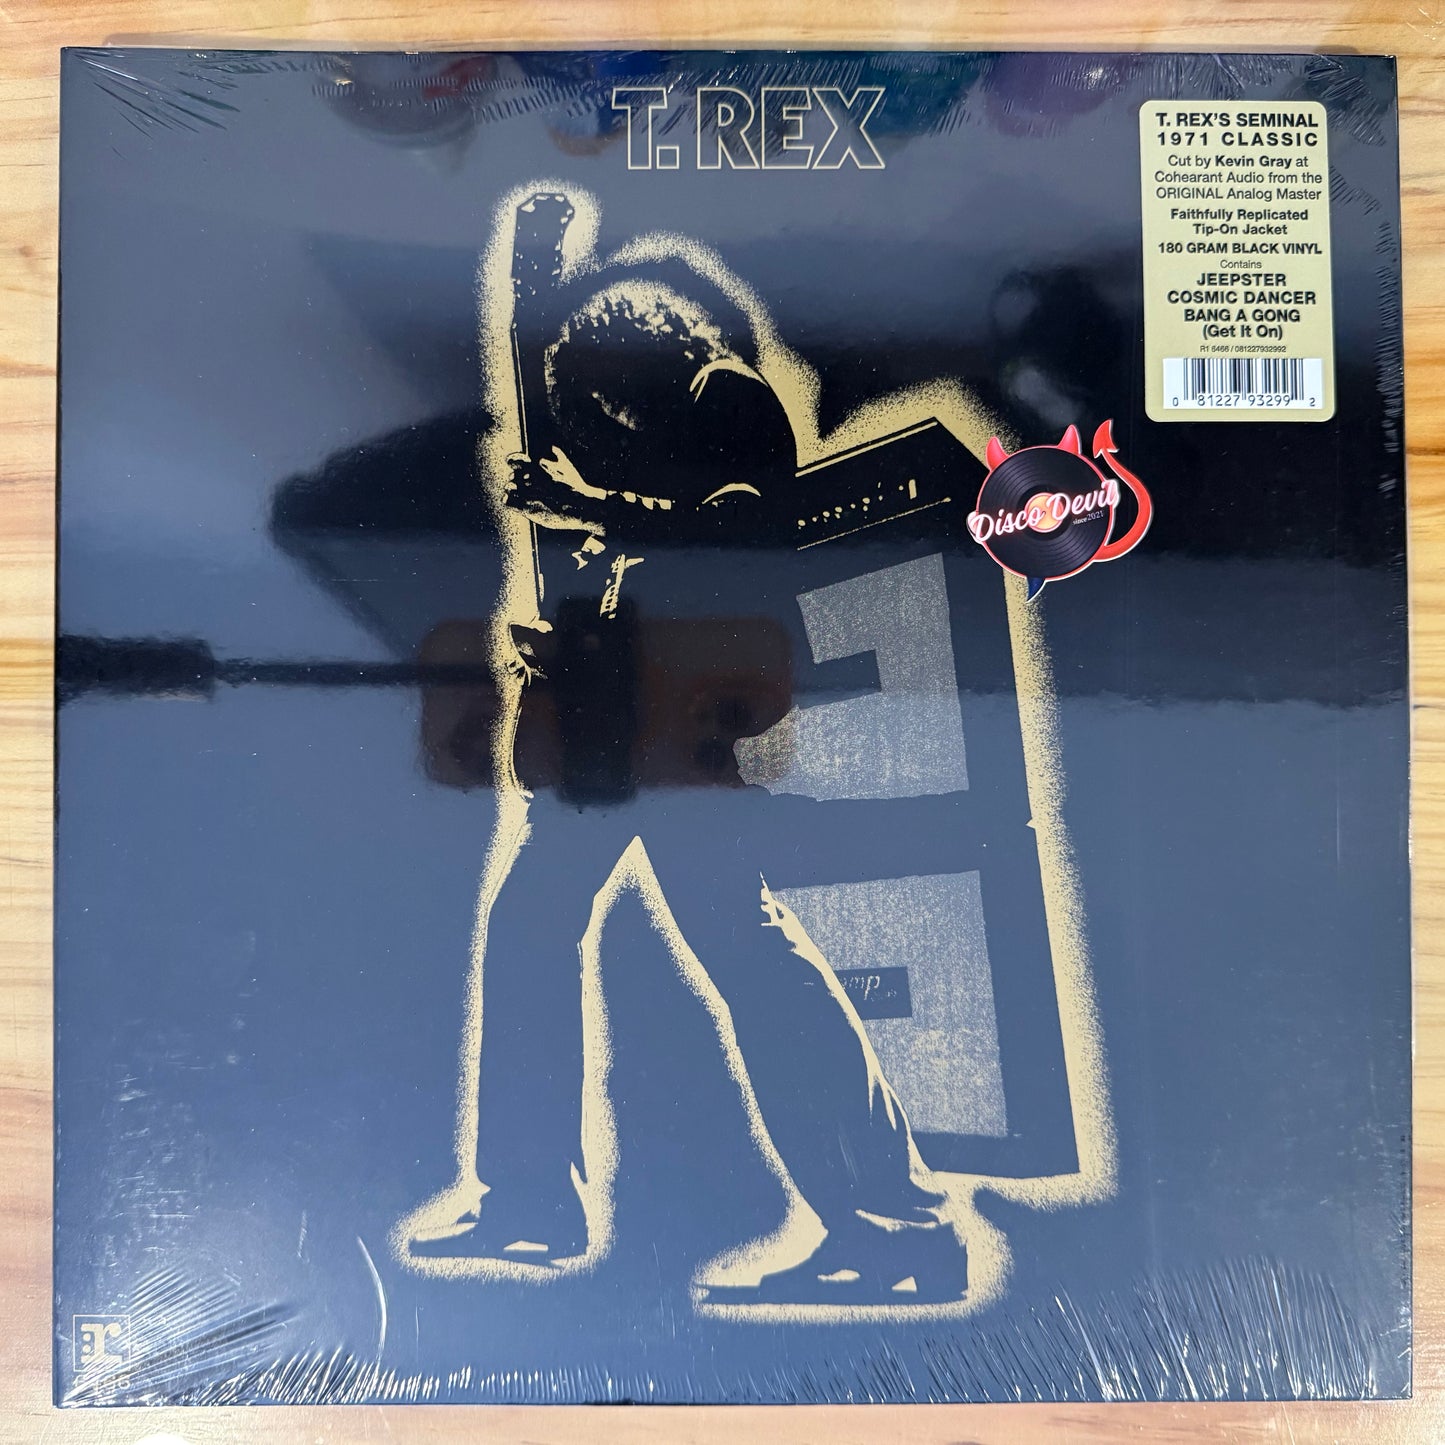 T. REX
T. REX'S SEMINAL
1971 CLASSIC
Cut by Kevin Gray at
Cohearant Audio from the
ORIGINAL Analog Master
Faithfully Replicated
Tip-On Jacket
180 GRAM BLACK VINYL
Contains
JEEPSTER
COSMIC DANCER
BANG A GONG
(Get It On)
R1 6466 / 081227932992
0 81227 93299 2
Disco Devil
since 2021
r